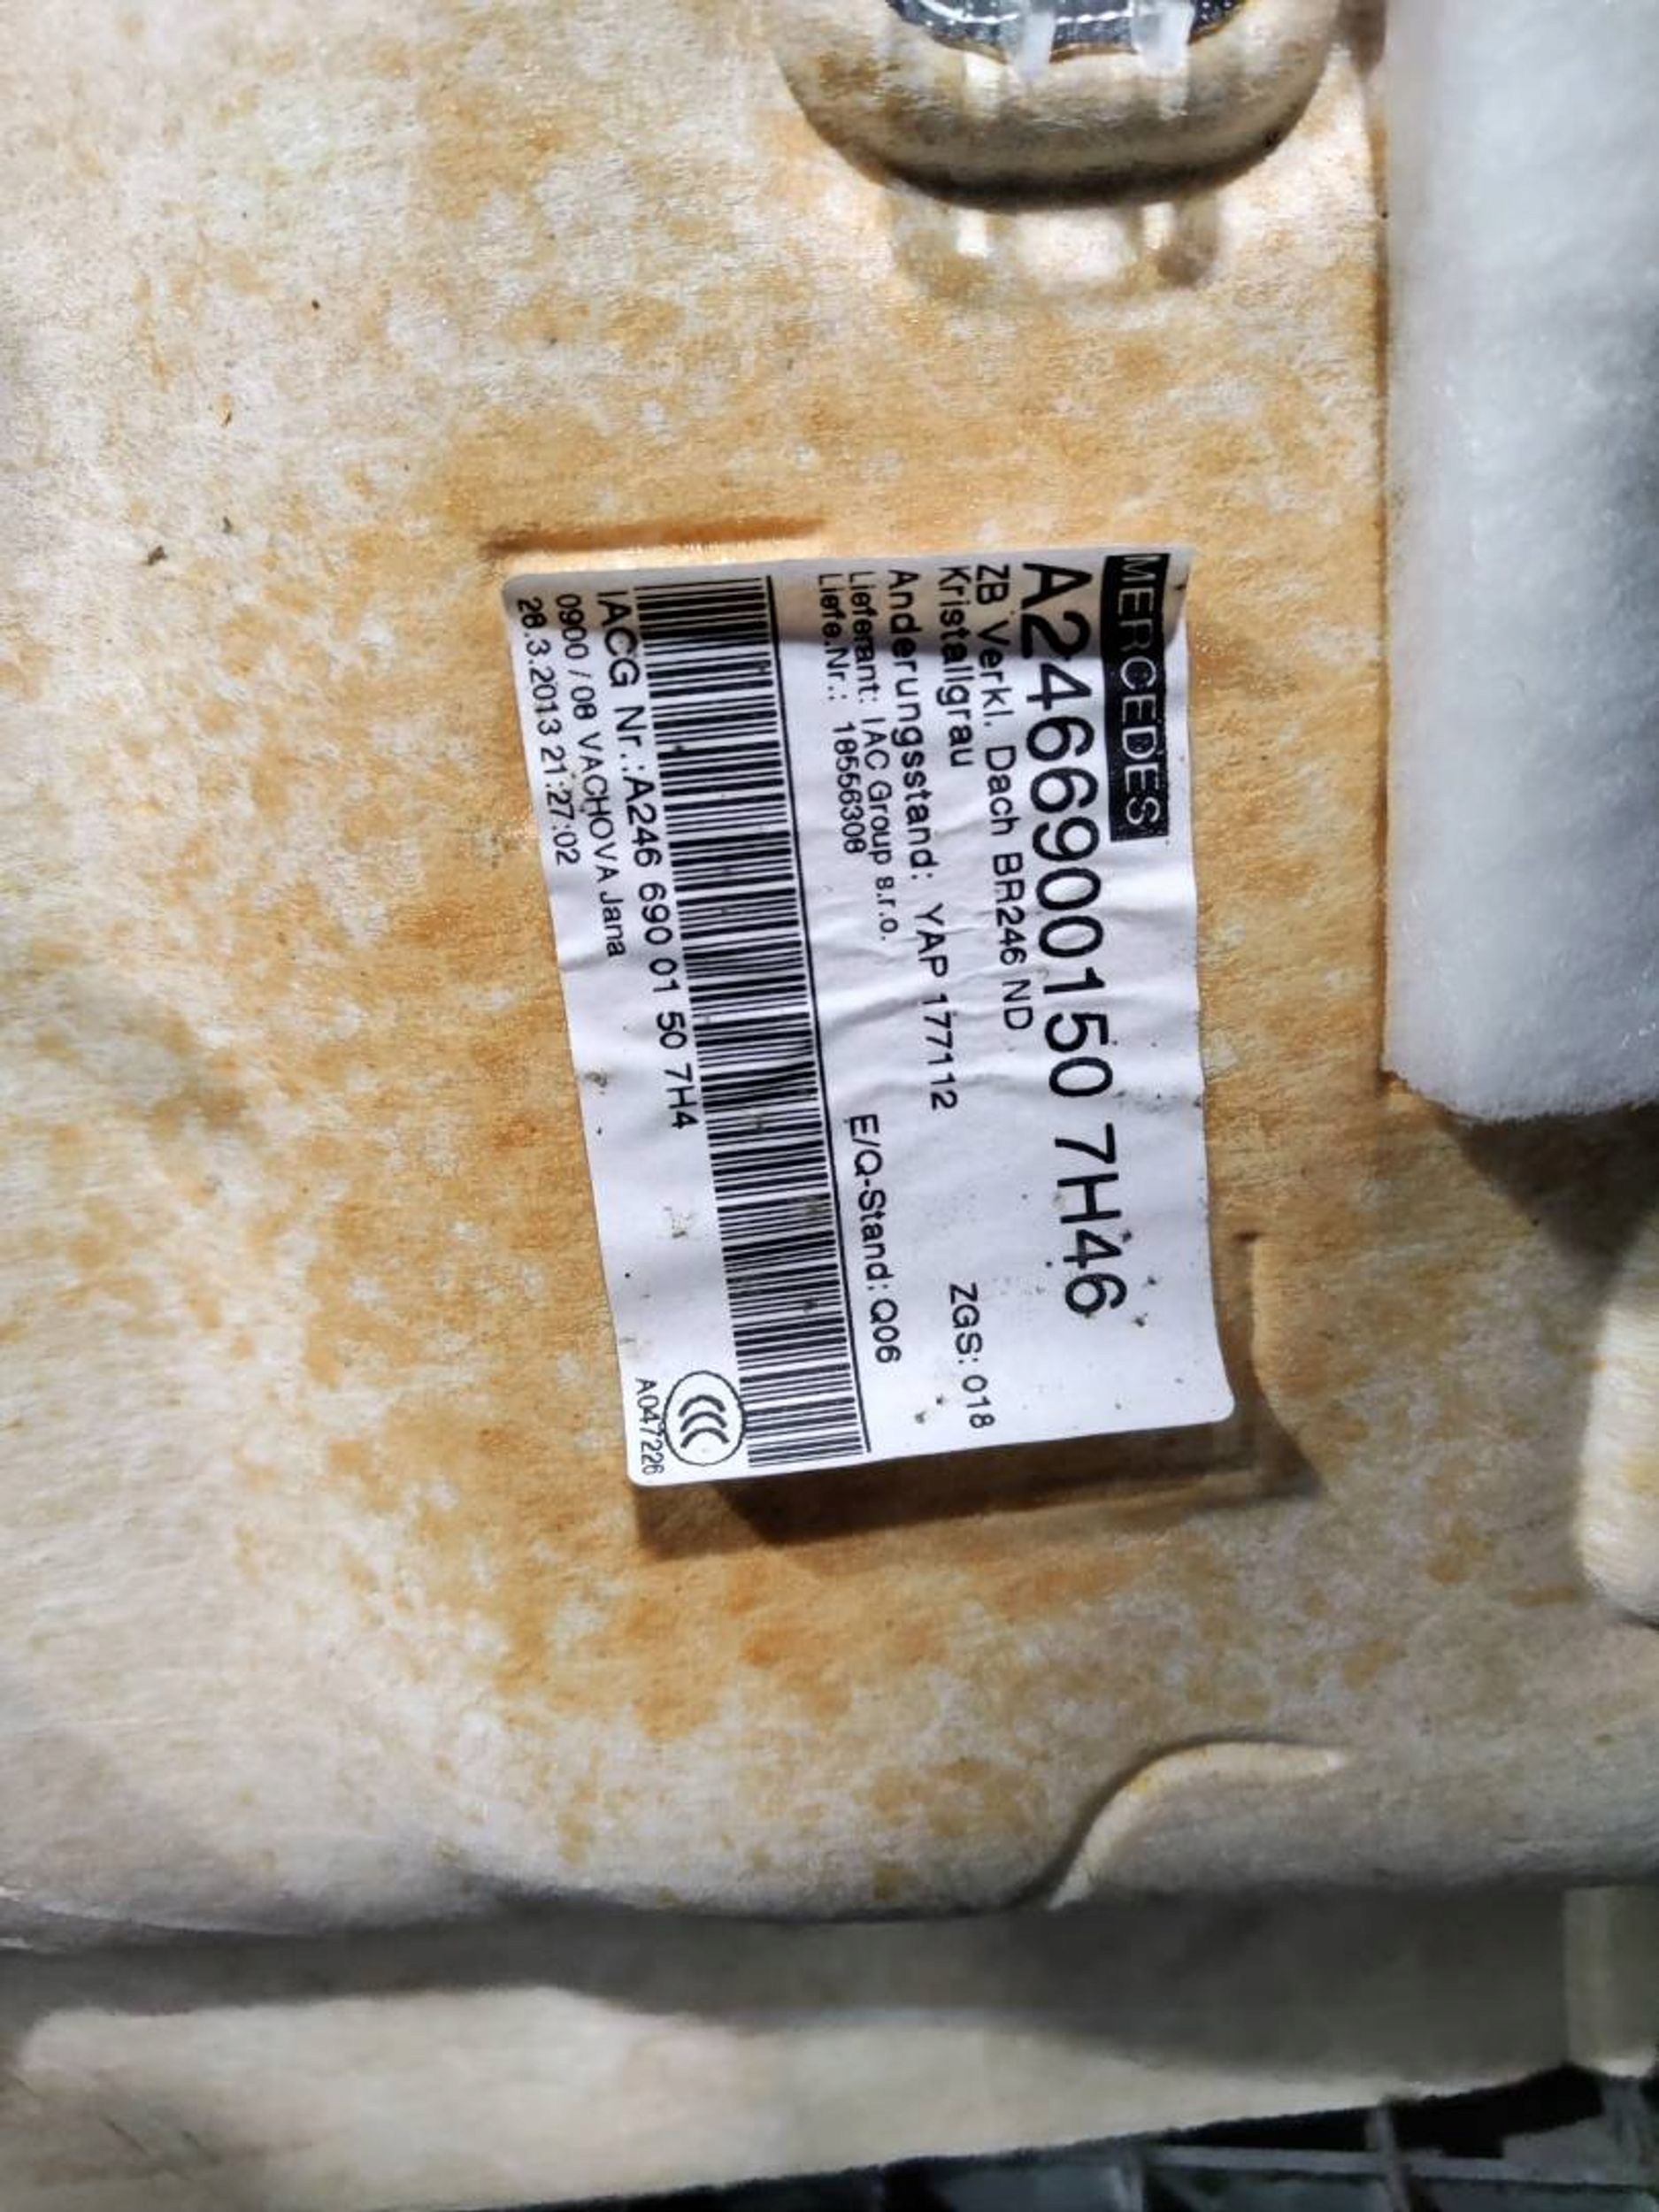 MERCEDES
A2466900150 7H46
ZB Verkl. Dach BR246 ND
Kristallgrau
ZGS: 018
Anderungsstand: YAP 177112
Lieferant: IAC Group s.r.o.
Liefe.Nr.: 18556308
E/Q-Stand: Q06
IACG Nr.:A246 690 01 50 7H4
0900 / 08 VACHOVA Jana
28.3.2013 21:27:02
A047226